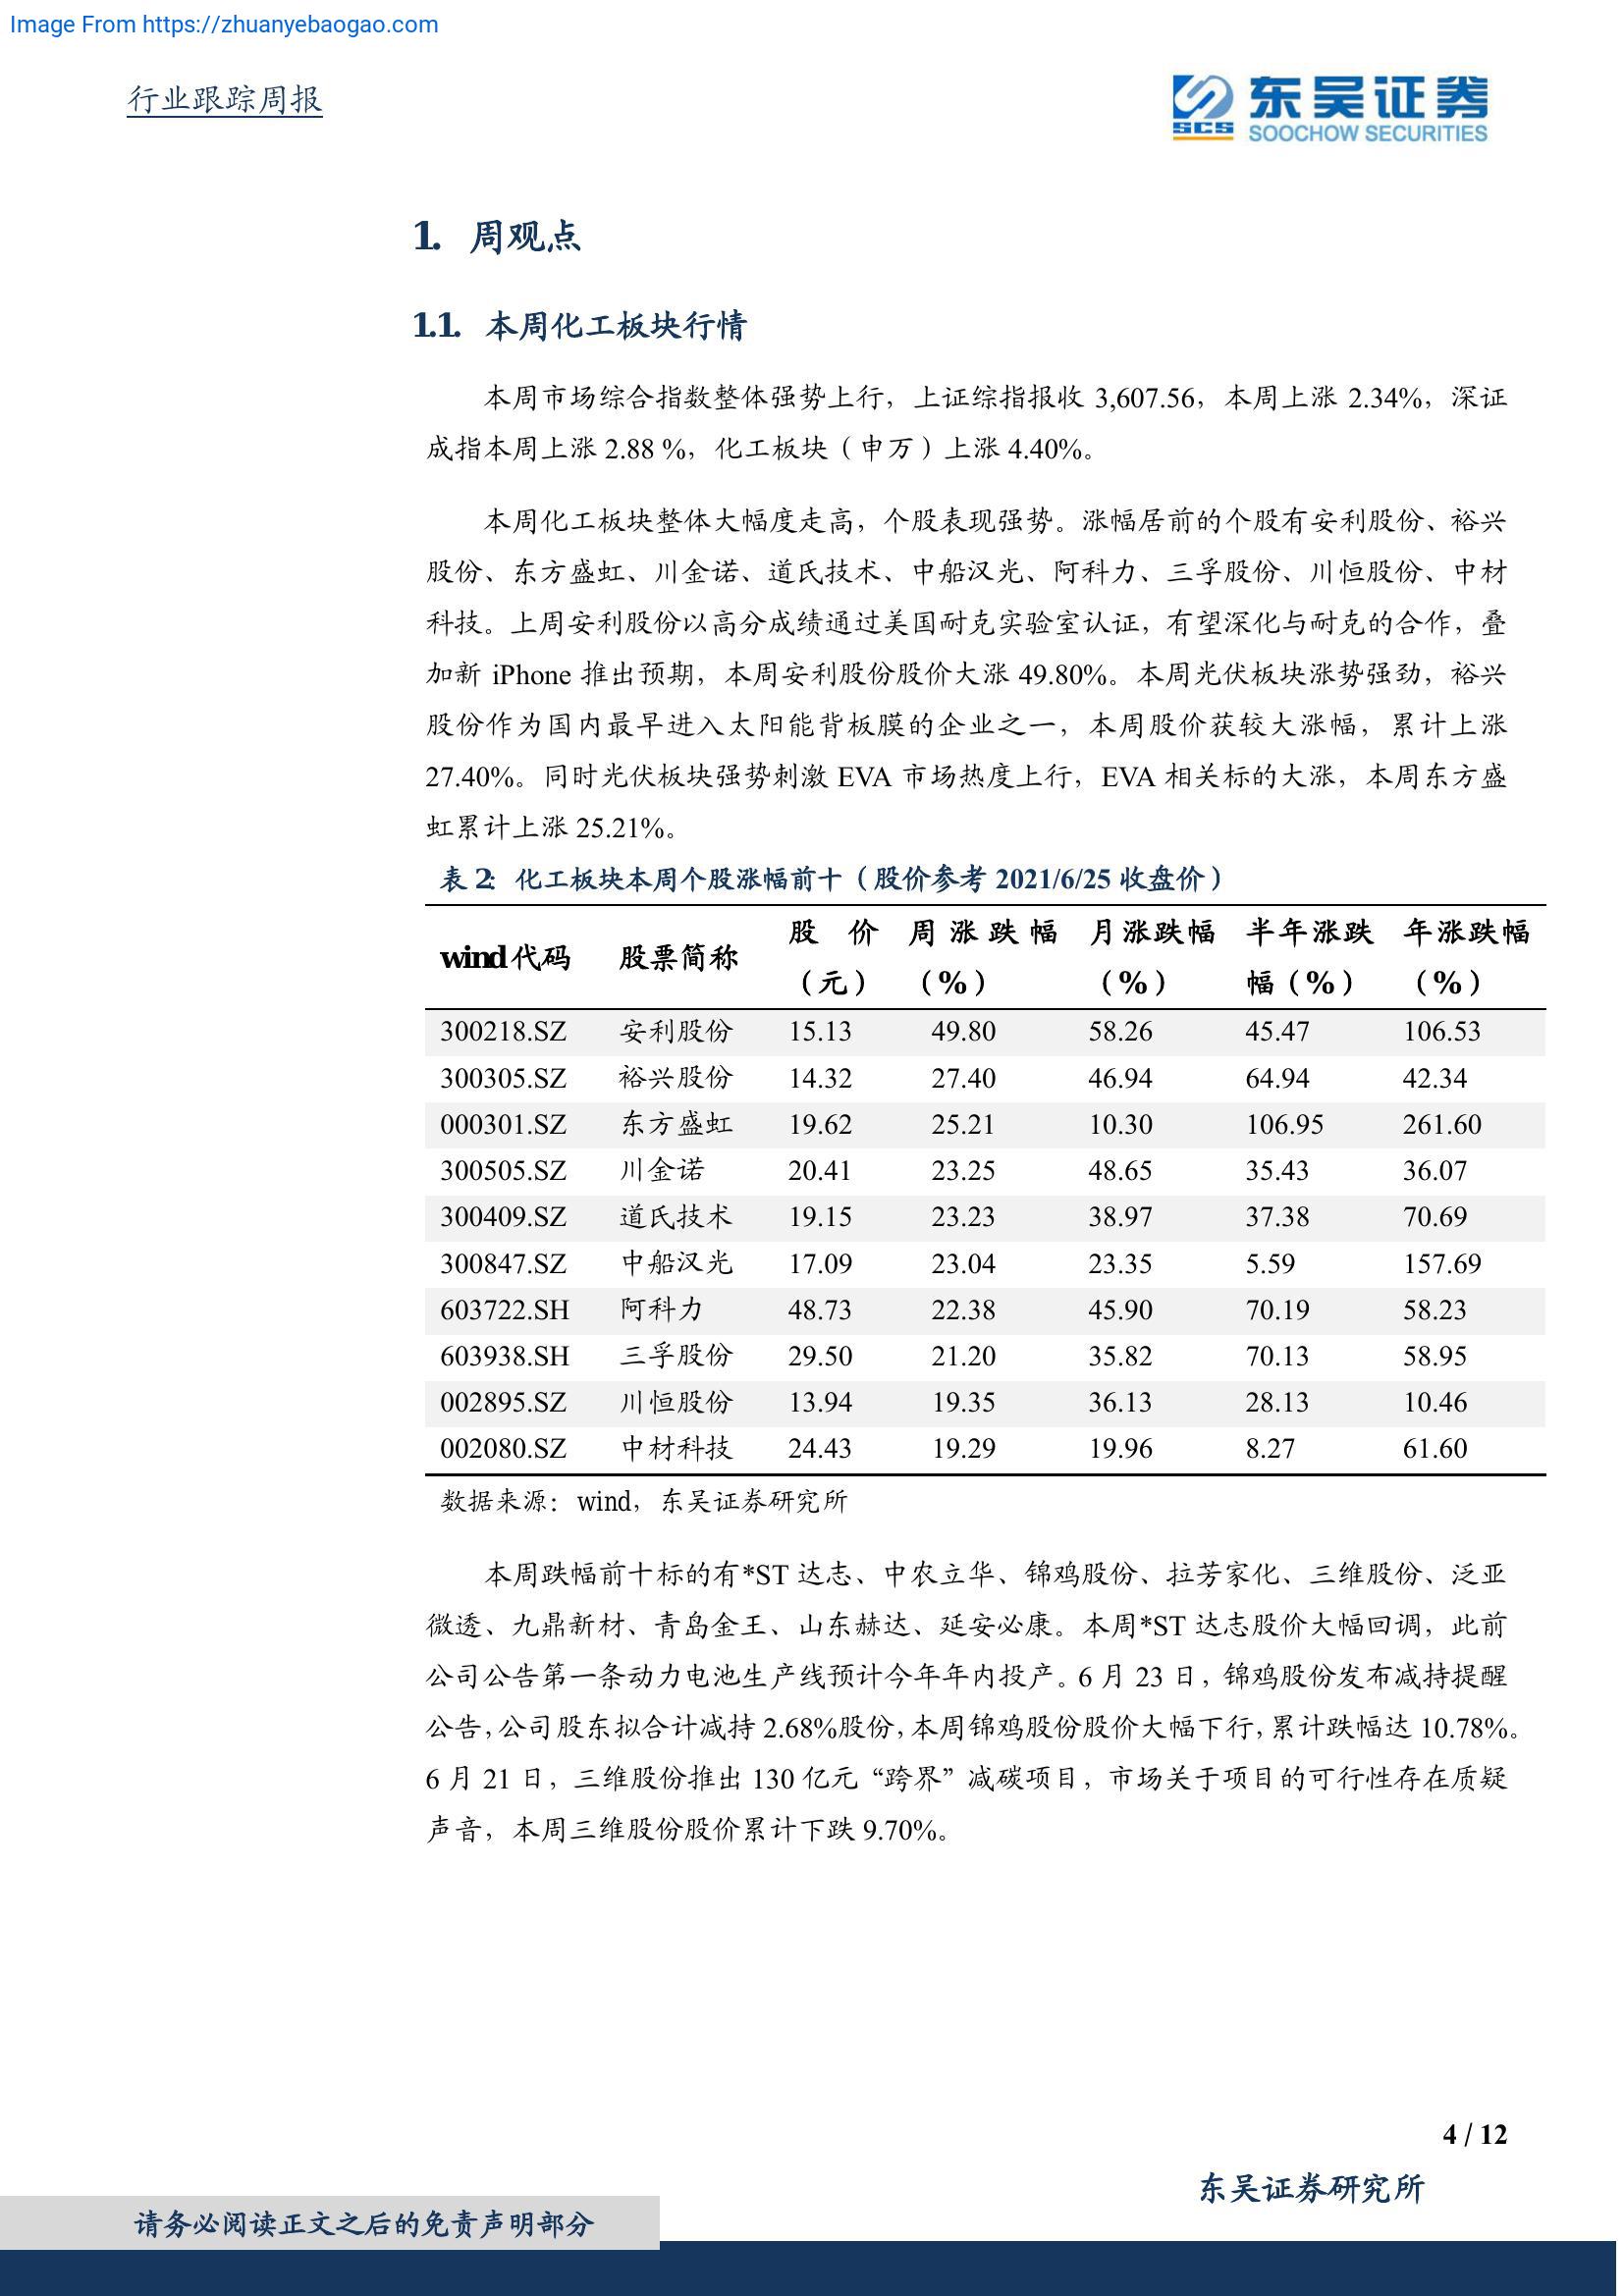 Image From https://zhuanyebaogao.com
行业跟踪周报
SCS 东吴证券
SOOCHOW SECURITIES
1. 周观点
1.1. 本周化工板块行情
本周市场综合指数整体强势上行，上证综指报收 3,607.56，本周上涨 2.34%，深证
成指本周上涨 2.88 %，化工板块（申万）上涨 4.40%。
本周化工板块整体大幅度走高，个股表现强势。涨幅居前的个股有安利股份、裕兴
股份、东方盛虹、川金诺、道氏技术、中船汉光、阿科力、三孚股份、川恒股份、中材
科技。上周安利股份以高分成绩通过美国耐克实验室认证，有望深化与耐克的合作，叠
加新 iPhone 推出预期，本周安利股份股价大涨 49.80%。本周光伏板块涨势强劲，裕兴
股份作为国内最早进入太阳能背板膜的企业之一，本周股价获较大涨幅，累计上涨
27.40%。同时光伏板块强势刺激 EVA 市场热度上行，EVA 相关标的大涨，本周东方盛
虹累计上涨 25.21%。
表 2：化工板块本周个股涨幅前十（股价参考 2021/6/25 收盘价）
wind代码 股票简称 股价（元） 周涨跌幅（%） 月涨跌幅（%） 半年涨跌幅（%） 年涨跌幅（%）
300218.SZ 安利股份 15.13 49.80 58.26 45.47 106.53
300305.SZ 裕兴股份 14.32 27.40 46.94 64.94 42.34
000301.SZ 东方盛虹 19.62 25.21 10.30 106.95 261.60
300505.SZ 川金诺 20.41 23.25 48.65 35.43 36.07
300409.SZ 道氏技术 19.15 23.23 38.97 37.38 70.69
300847.SZ 中船汉光 17.09 23.04 23.35 5.59 157.69
603722.SH 阿科力 48.73 22.38 45.90 70.19 58.23
603938.SH 三孚股份 29.50 21.20 35.82 70.13 58.95
002895.SZ 川恒股份 13.94 19.35 36.13 28.13 10.46
002080.SZ 中材科技 24.43 19.29 19.96 8.27 61.60
数据来源：wind，东吴证券研究所
本周跌幅前十标的有*ST 达志、中农立华、锦鸡股份、拉芳家化、三维股份、泛亚
微透、九鼎新材、青岛金王、山东赫达、延安必康。本周*ST 达志股价大幅回调，此前
公司公告第一条动力电池生产线预计今年年内投产。6 月 23 日，锦鸡股份发布减持提醒
公告，公司股东拟合计减持 2.68%股份，本周锦鸡股份股价大幅下行，累计跌幅达 10.78%。
6 月 21 日，三维股份推出 130 亿元“跨界”减碳项目，市场关于项目的可行性存在质疑
声音，本周三维股份股价累计下跌 9.70%。
4 / 12
东吴证券研究所
请务必阅读正文之后的免责声明部分